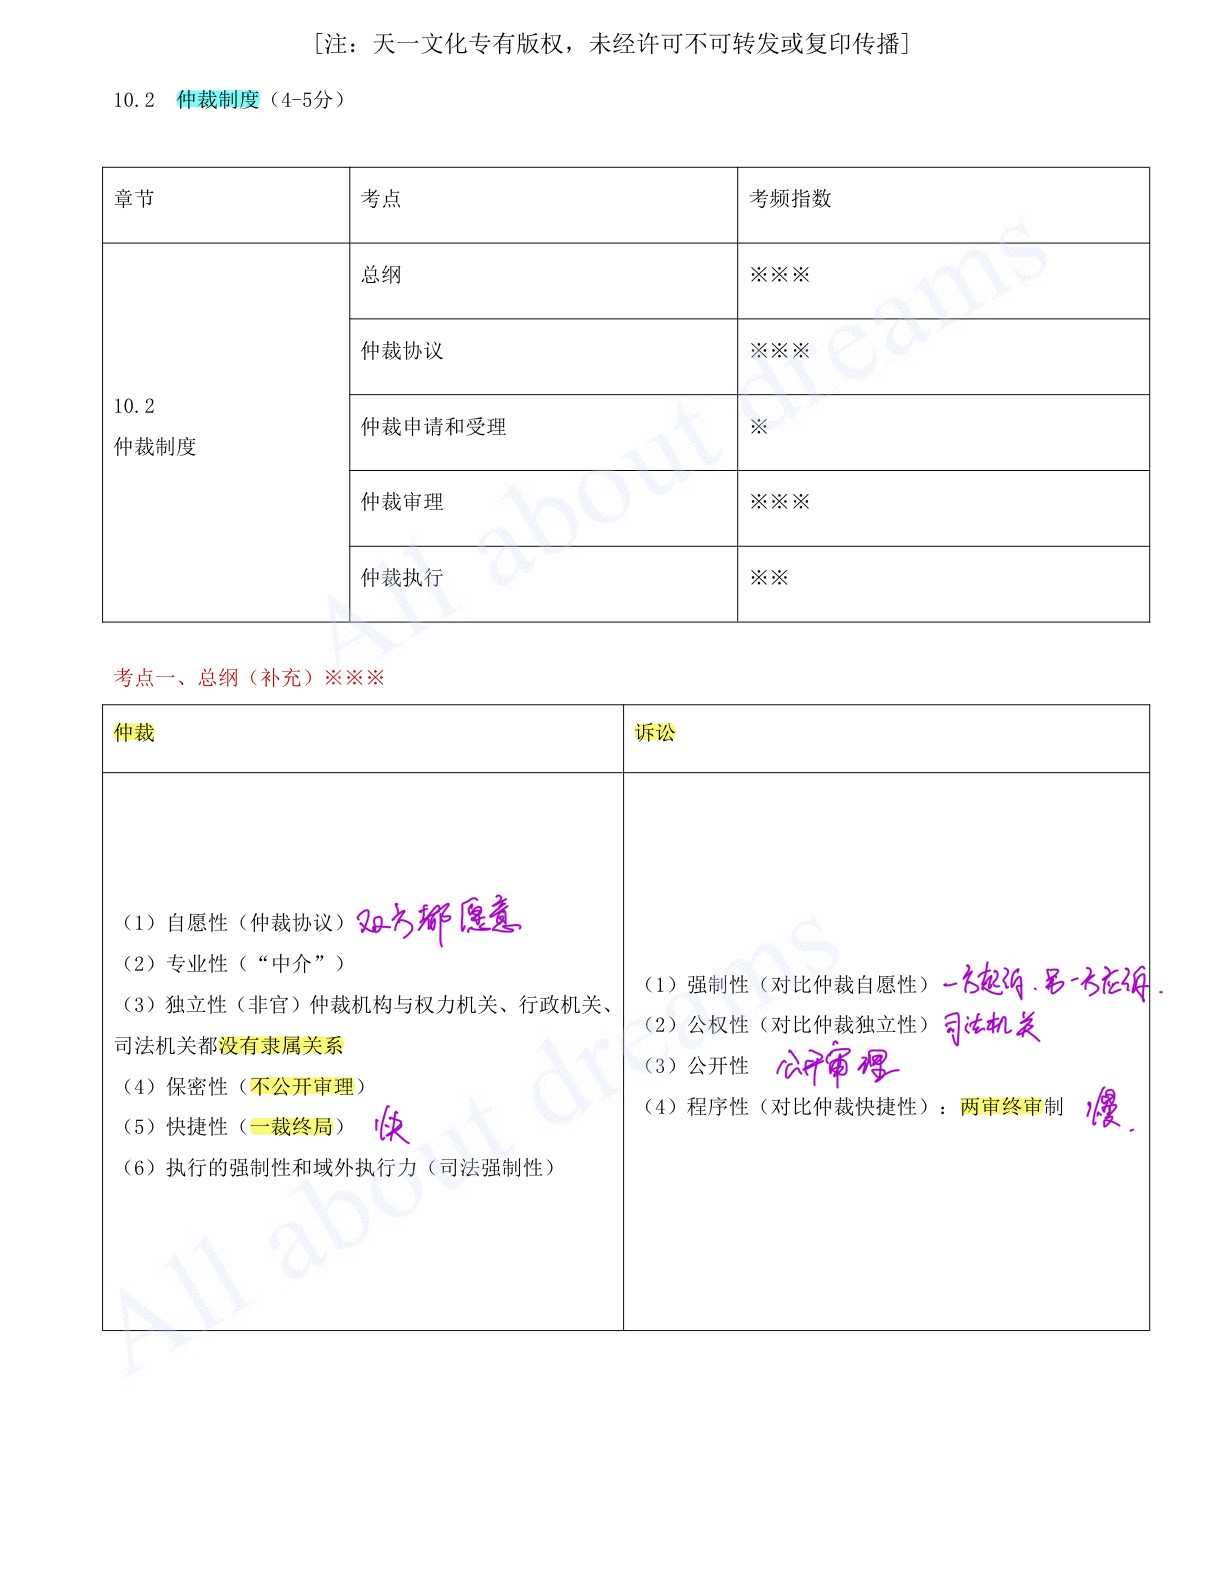 [注：天一文化专有版权，未经许可不可转发或复印传播]
10.2 仲裁制度（4-5分）
章节 考点 考频指数
总纲 ※※※
仲裁协议 ※※※
10.2
仲裁制度
仲裁申请和受理 ※
仲裁审理 ※※※
仲裁执行 ※※
考点一、总纲（补充）※※※
仲裁
（1）自愿性（仲裁协议）双方都愿意
（2）专业性（“中介”）
（3）独立性（非官）仲裁机构与权力机关、行政机关、
司法机关都没有隶属关系
（4）保密性（不公开审理）
（5）快捷性（一裁终局） 快
（6）执行的强制性和域外执行力（司法强制性）
诉讼
（1）强制性（对比仲裁自愿性）一方起诉.另一方应诉.
（2）公权性（对比仲裁独立性）司法机关
（3）公开性 公开审理
（4）程序性（对比仲裁快捷性）：两审终审制 慢.
All about dreams
All about dreams